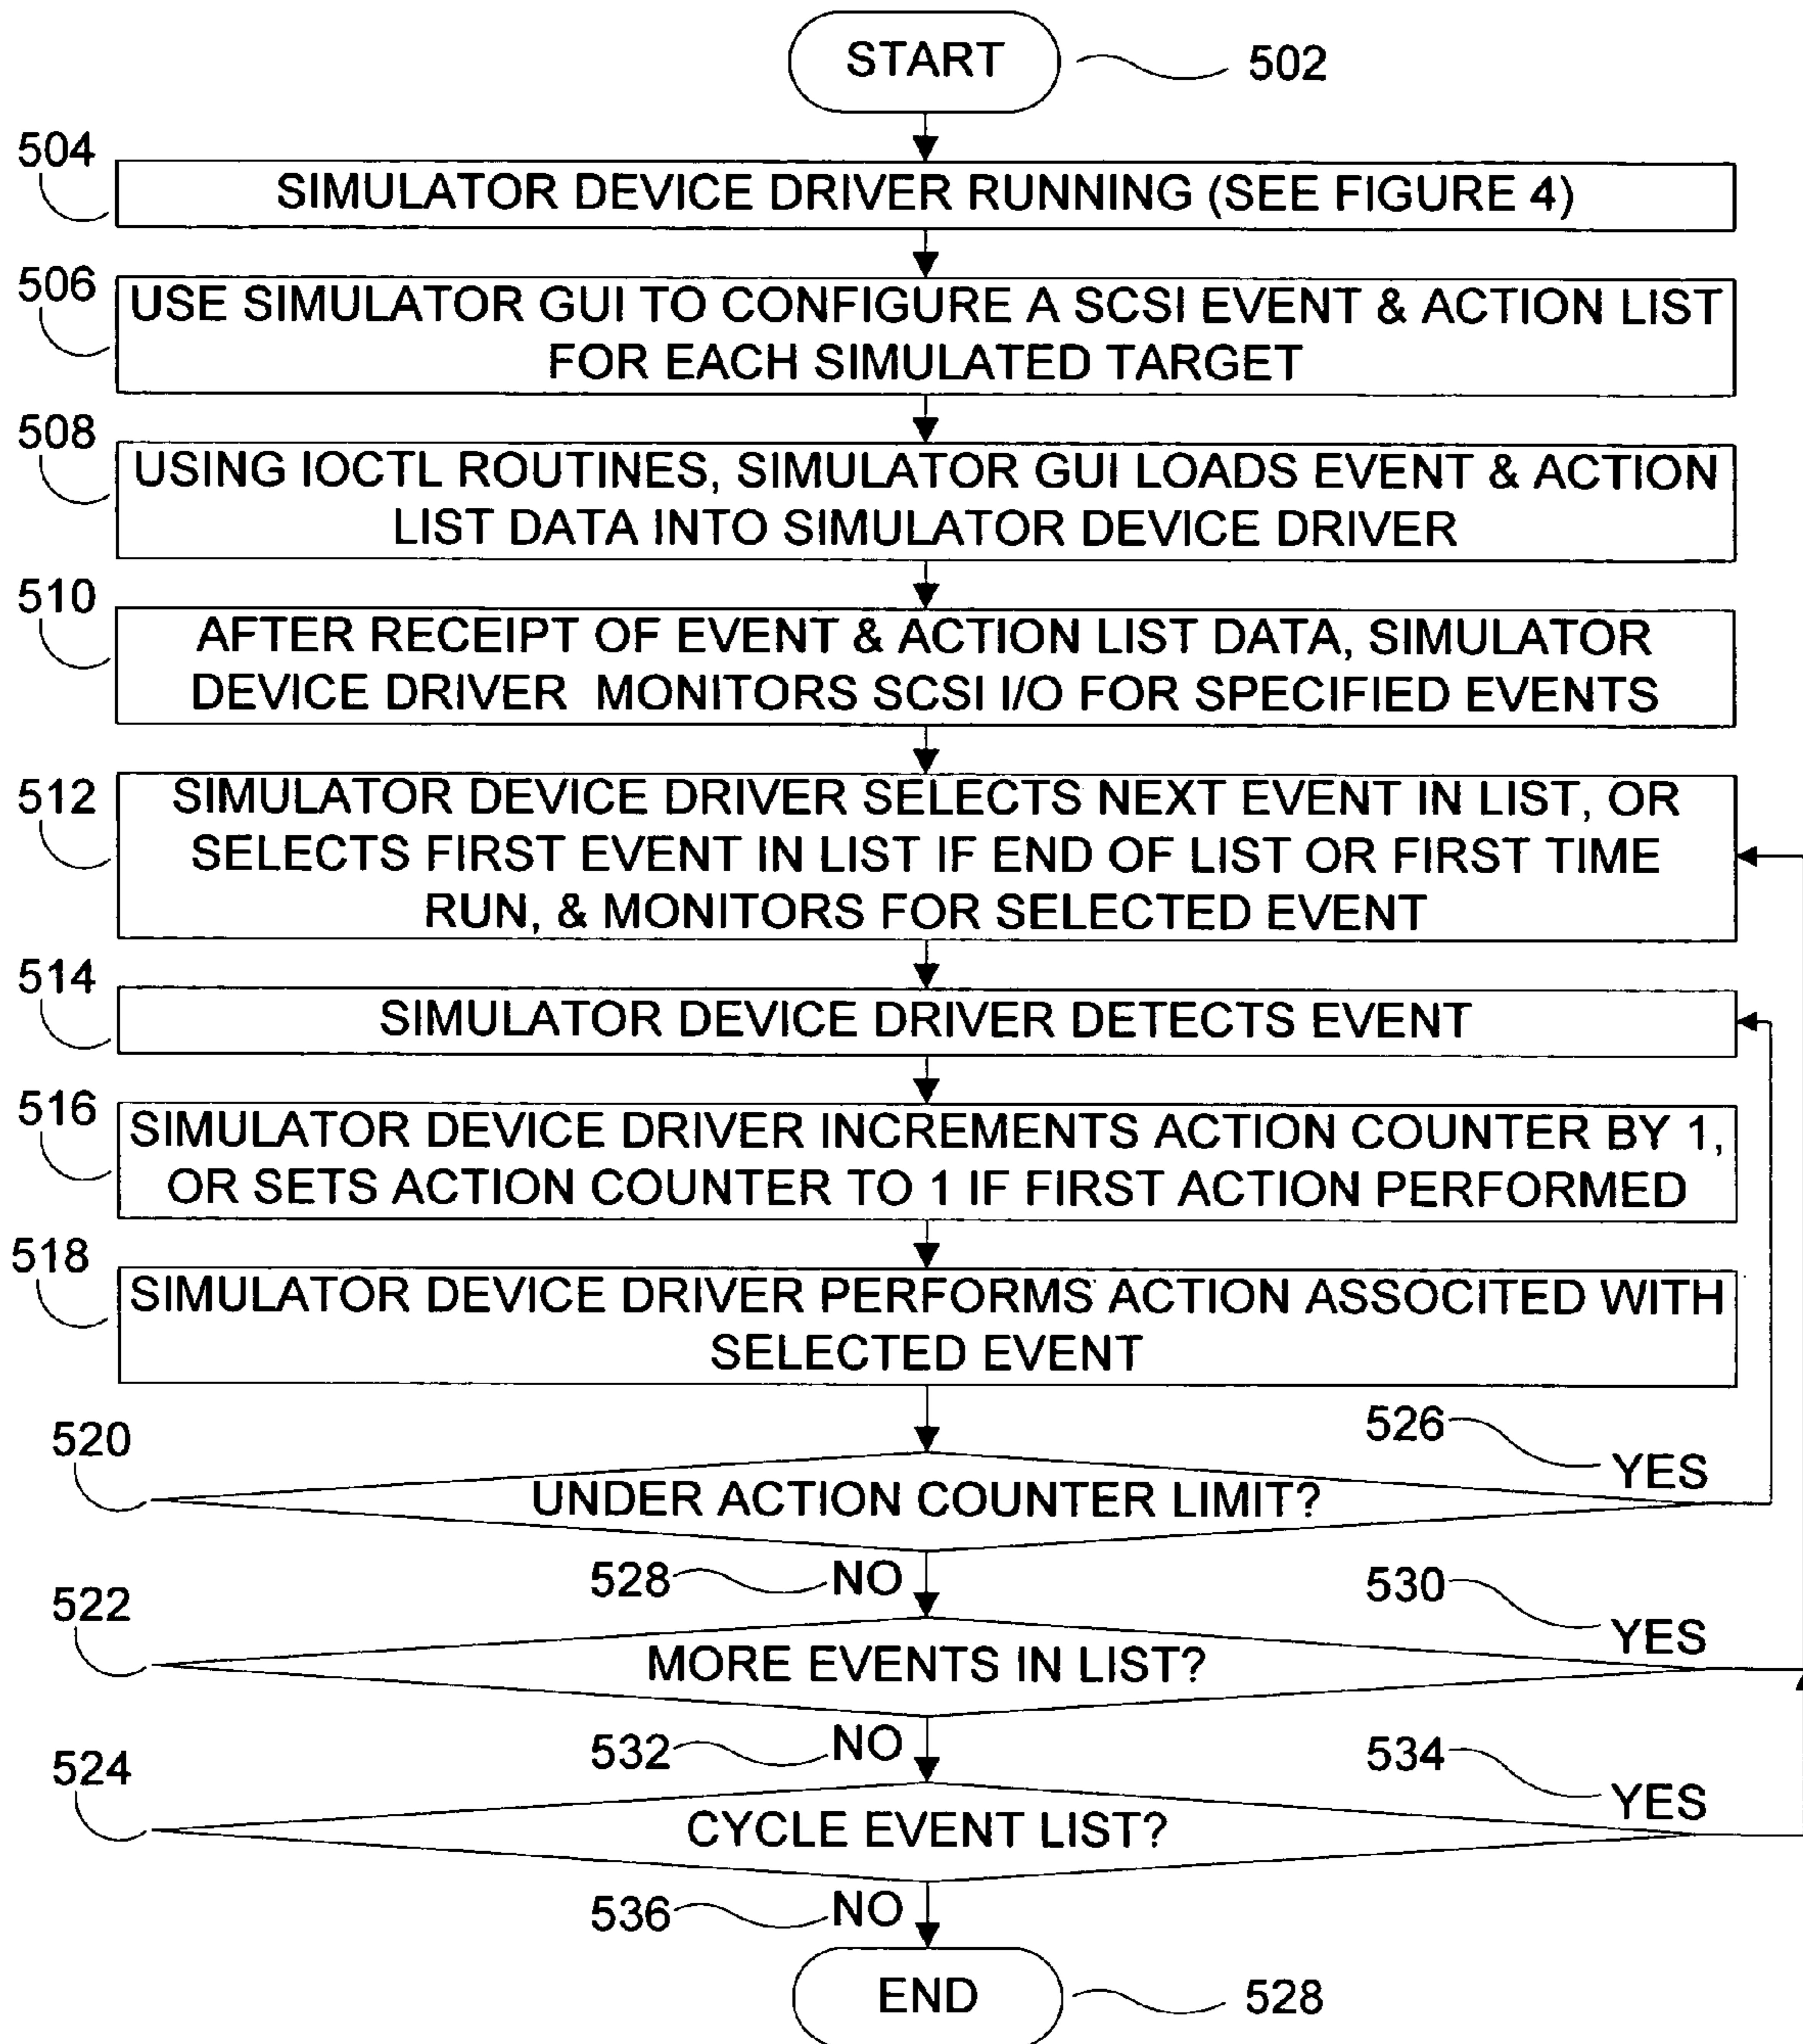 START
502
504
SIMULATOR DEVICE DRIVER RUNNING (SEE FIGURE 4)
506
USE SIMULATOR GUI TO CONFIGURE A SCSI EVENT & ACTION LIST
FOR EACH SIMULATED TARGET
508
USING IOCTL ROUTINES, SIMULATOR GUI LOADS EVENT & ACTION
LIST DATA INTO SIMULATOR DEVICE DRIVER
510
AFTER RECEIPT OF EVENT & ACTION LIST DATA, SIMULATOR
DEVICE DRIVER MONITORS SCSI I/O FOR SPECIFIED EVENTS
512
SIMULATOR DEVICE DRIVER SELECTS NEXT EVENT IN LIST, OR
SELECTS FIRST EVENT IN LIST IF END OF LIST OR FIRST TIME
RUN, & MONITORS FOR SELECTED EVENT
514
SIMULATOR DEVICE DRIVER DETECTS EVENT
516
SIMULATOR DEVICE DRIVER INCREMENTS ACTION COUNTER BY 1,
OR SETS ACTION COUNTER TO 1 IF FIRST ACTION PERFORMED
518
SIMULATOR DEVICE DRIVER PERFORMS ACTION ASSOCITED WITH
SELECTED EVENT
520
526
YES
UNDER ACTION COUNTER LIMIT?
528
NO
522
530
YES
MORE EVENTS IN LIST?
532
NO
524
534
YES
CYCLE EVENT LIST?
536
NO
END
528